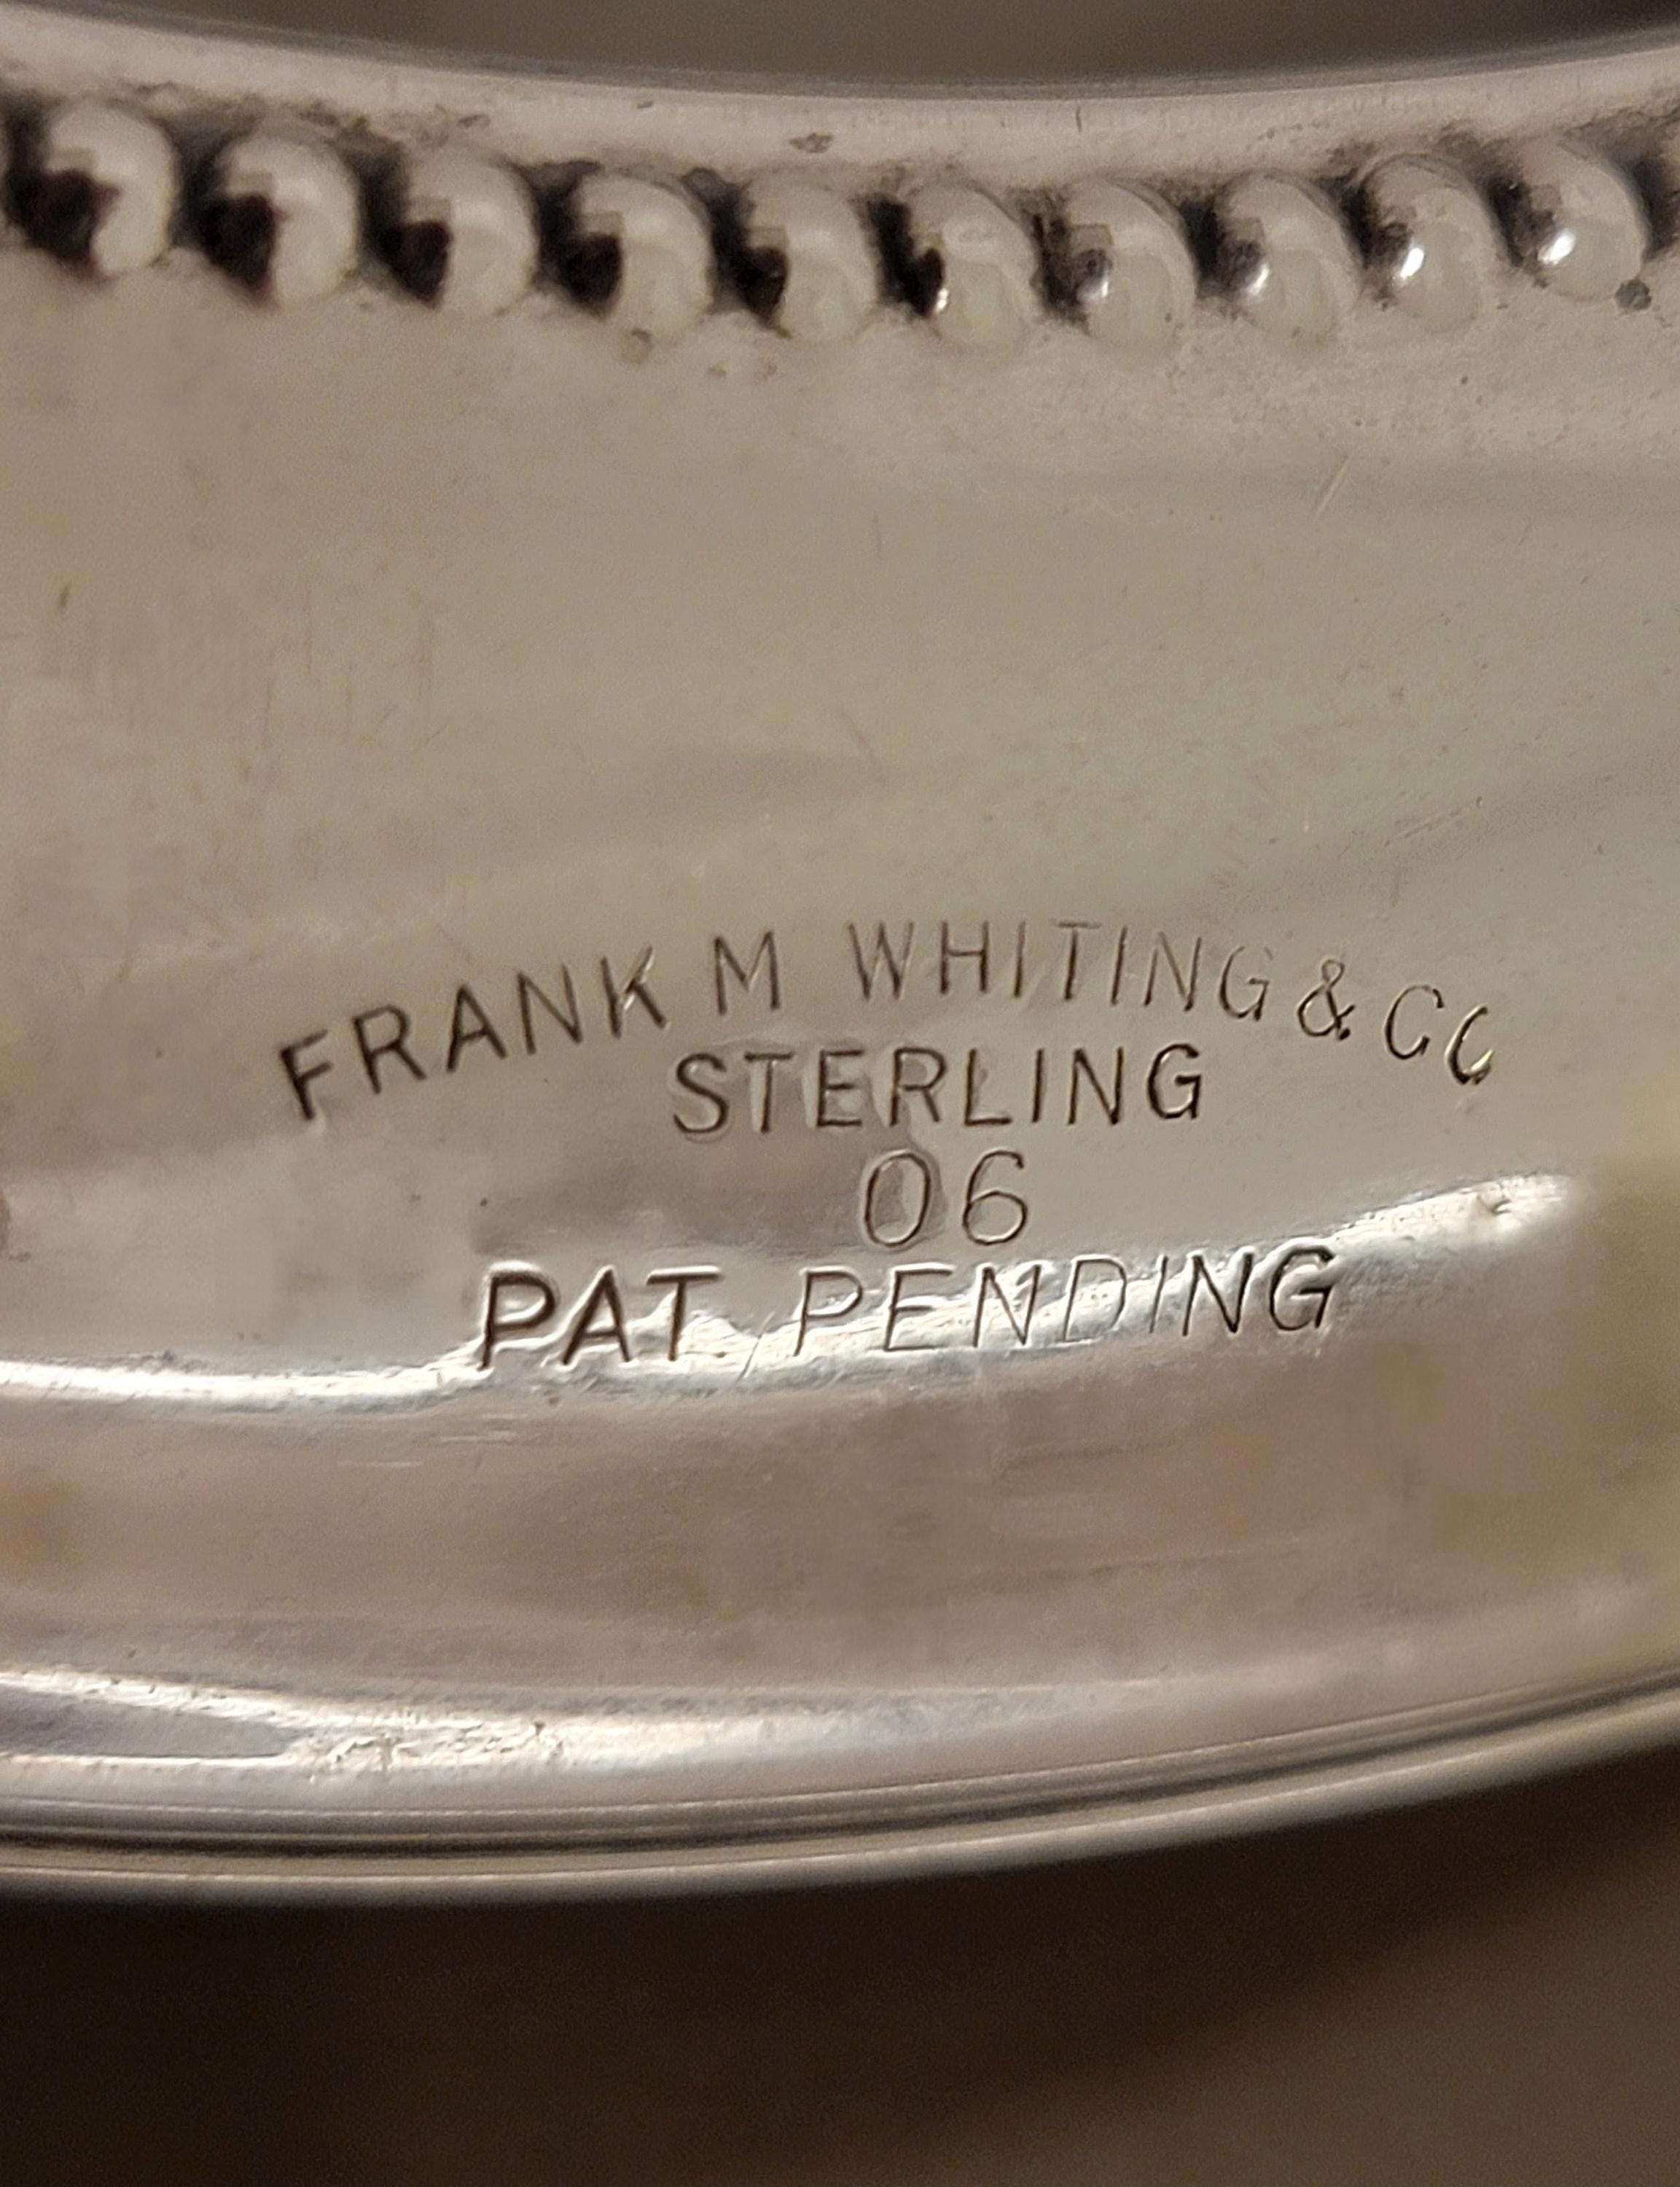 FRANK M WHITING & CO
STERLING
06
PAT PENDING